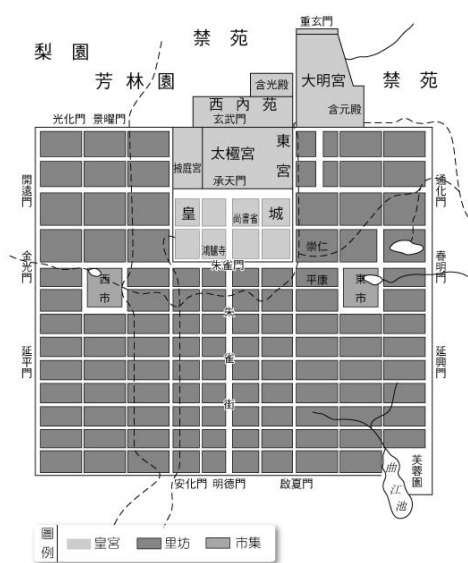 重玄門
禁苑
梨園
大明宮
芳林園
禁苑
含光殿
西內苑
含元殿
光化門 景曜門
玄武門
東宮
太極宮
掖庭宮
承天門
開遠門
通化門
皇城
尚書省
鴻臚寺
崇仁
金光門
春明門
朱雀門
平康
西市
東市
朱雀街
延平門
延興門
芙蓉園
曲江池
安化門 明德門
啟夏門
圖例
皇宮
里坊
市集